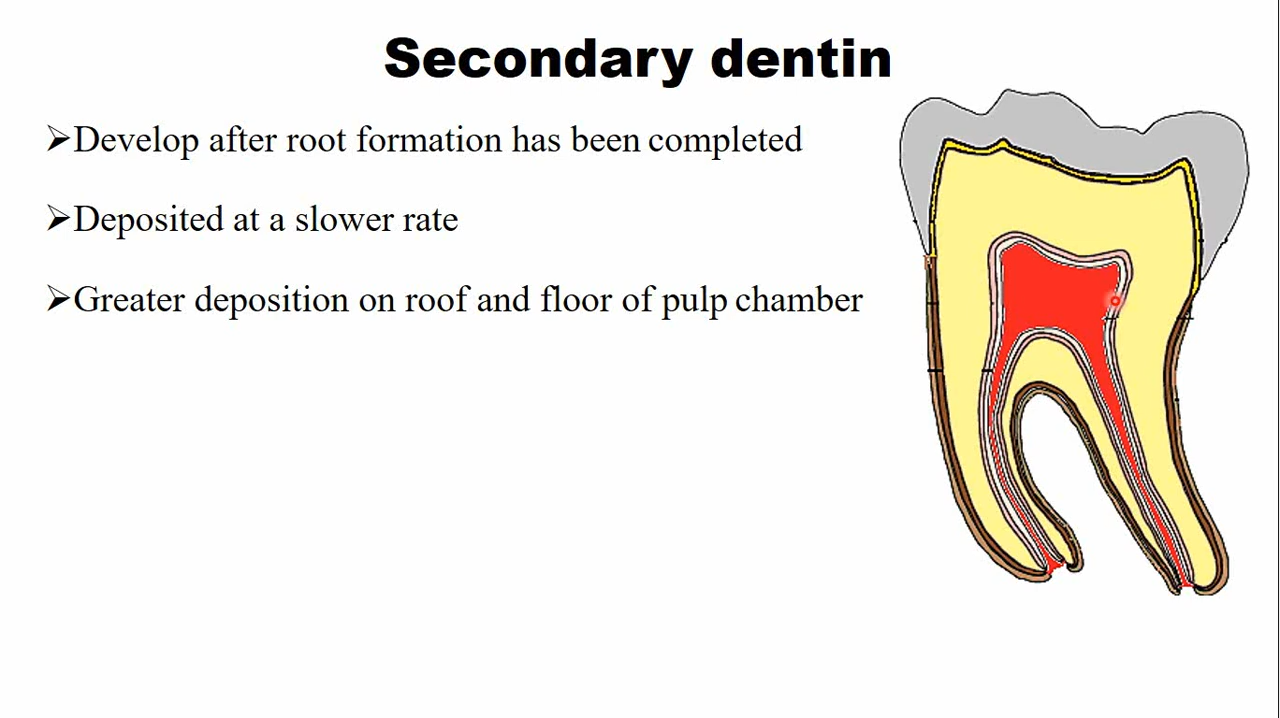 Secondary dentin
➢Develop after root formation has been completed
➢Deposited at a slower rate
➢Greater deposition on roof and floor of pulp chamber